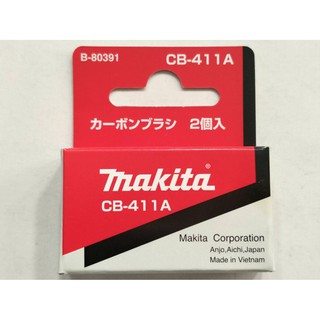 B-80391 CB-411A
カーボンブラシ 2個入
makita®
CB-411A
Makita Corporation
Anjo,Aichi,Japan
Made in Vietnam